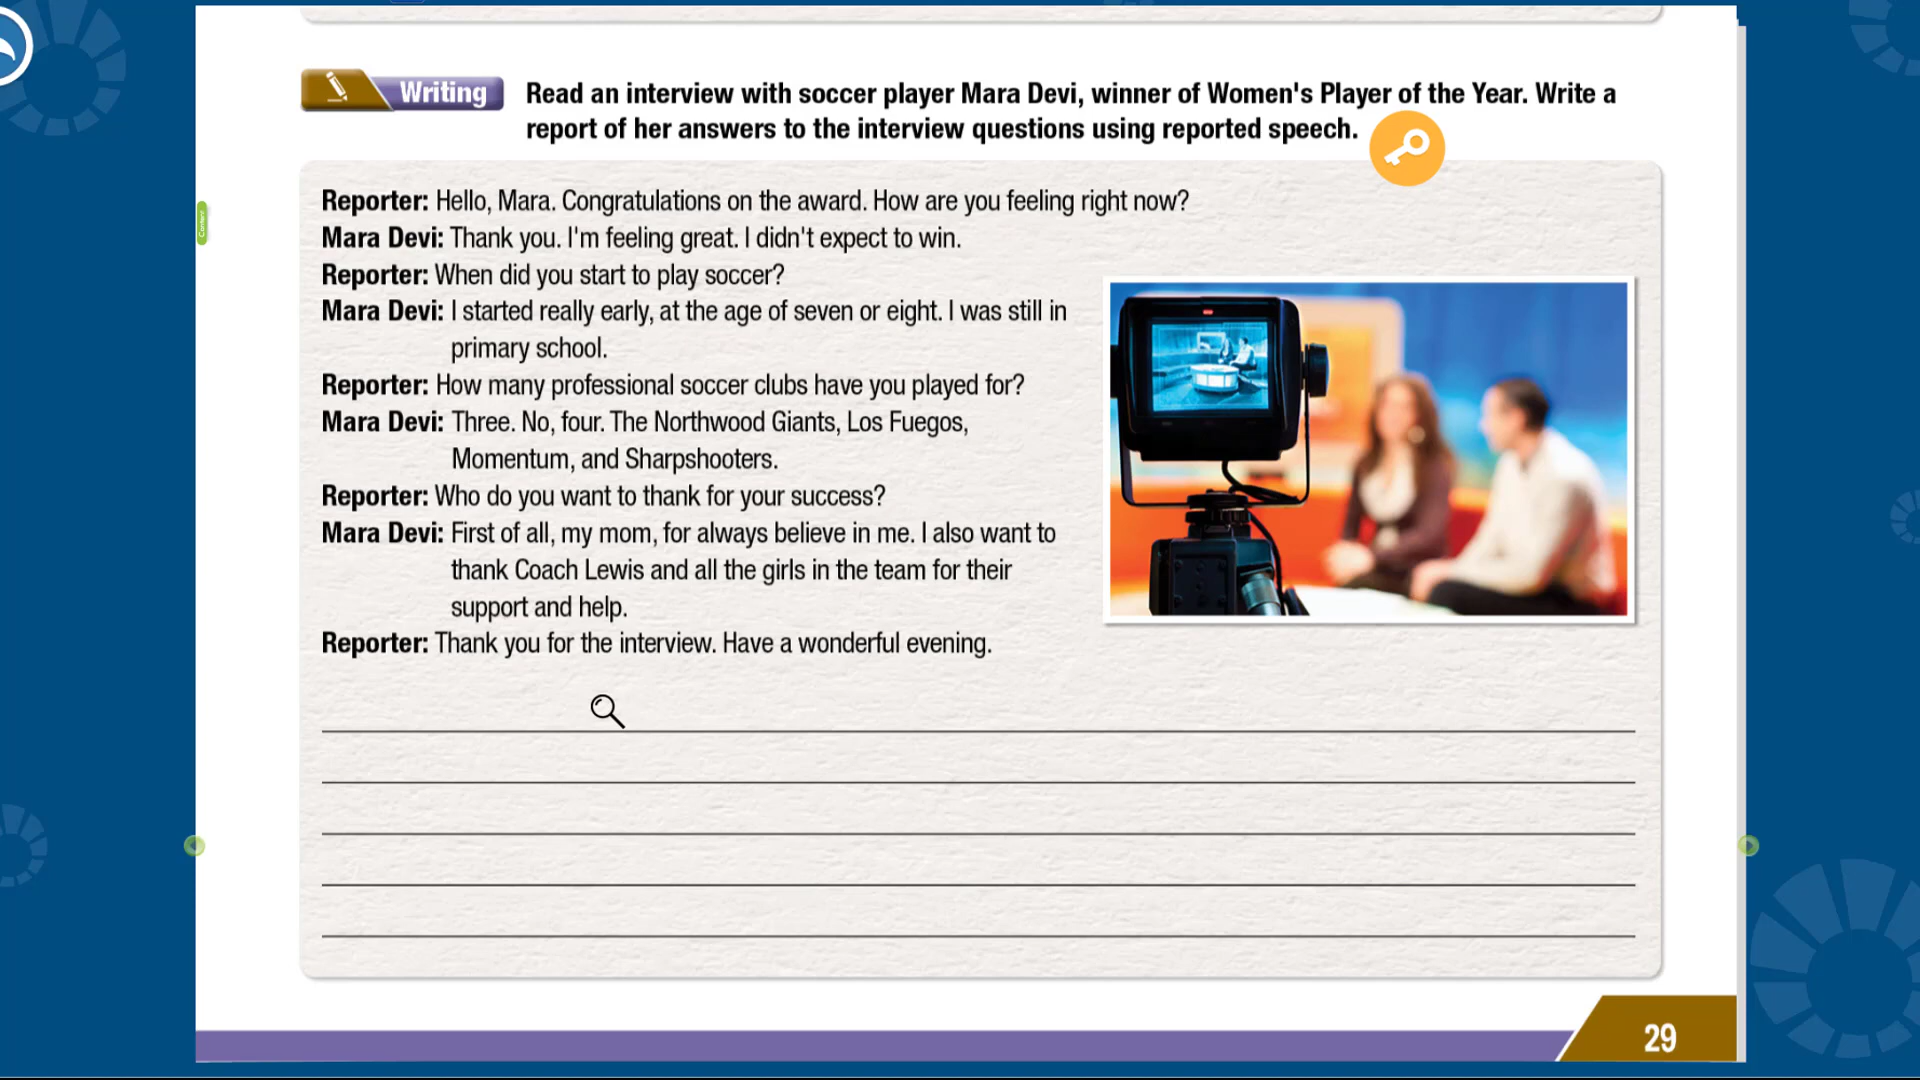 Writing Read an interview with soccer player Mara Devi, winner of Women's Player of the Year. Write a
report of her answers to the interview questions using reported speech.
Content
Reporter: Hello, Mara. Congratulations on the award. How are you feeling right now?
Mara Devi: Thank you. I'm feeling great. I didn't expect to win.
Reporter: When did you start to play soccer?
Mara Devi: I started really early, at the age of seven or eight. I was still in
primary school.
Reporter: How many professional soccer clubs have you played for?
Mara Devi: Three. No, four. The Northwood Giants, Los Fuegos,
Momentum, and Sharpshooters.
Reporter: Who do you want to thank for your success?
Mara Devi: First of all, my mom, for always believe in me. I also want to
thank Coach Lewis and all the girls in the team for their
support and help.
Reporter: Thank you for the interview. Have a wonderful evening.
29